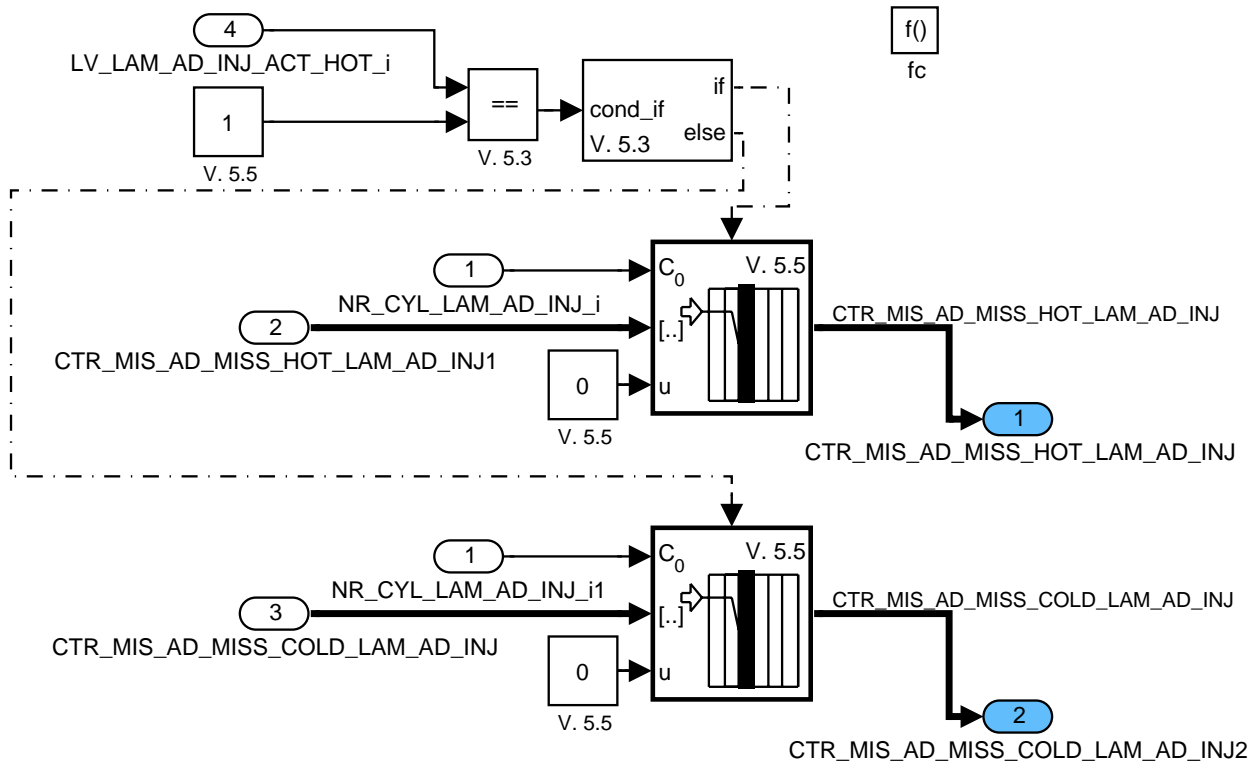 4
LV_LAM_AD_INJ_ACT_HOT_i
f()
fc
1
V. 5.5
==
V. 5.3
if
cond_if
else
V. 5.3
1
NR_CYL_LAM_AD_INJ_i
2
CTR_MIS_AD_MISS_HOT_LAM_AD_INJ1
0
V. 5.5
C0
V. 5.5
[..]
u
CTR_MIS_AD_MISS_HOT_LAM_AD_INJ
1
CTR_MIS_AD_MISS_HOT_LAM_AD_INJ
1
NR_CYL_LAM_AD_INJ_i1
3
CTR_MIS_AD_MISS_COLD_LAM_AD_INJ
0
V. 5.5
C0
V. 5.5
[..]
u
CTR_MIS_AD_MISS_COLD_LAM_AD_INJ
2
CTR_MIS_AD_MISS_COLD_LAM_AD_INJ2